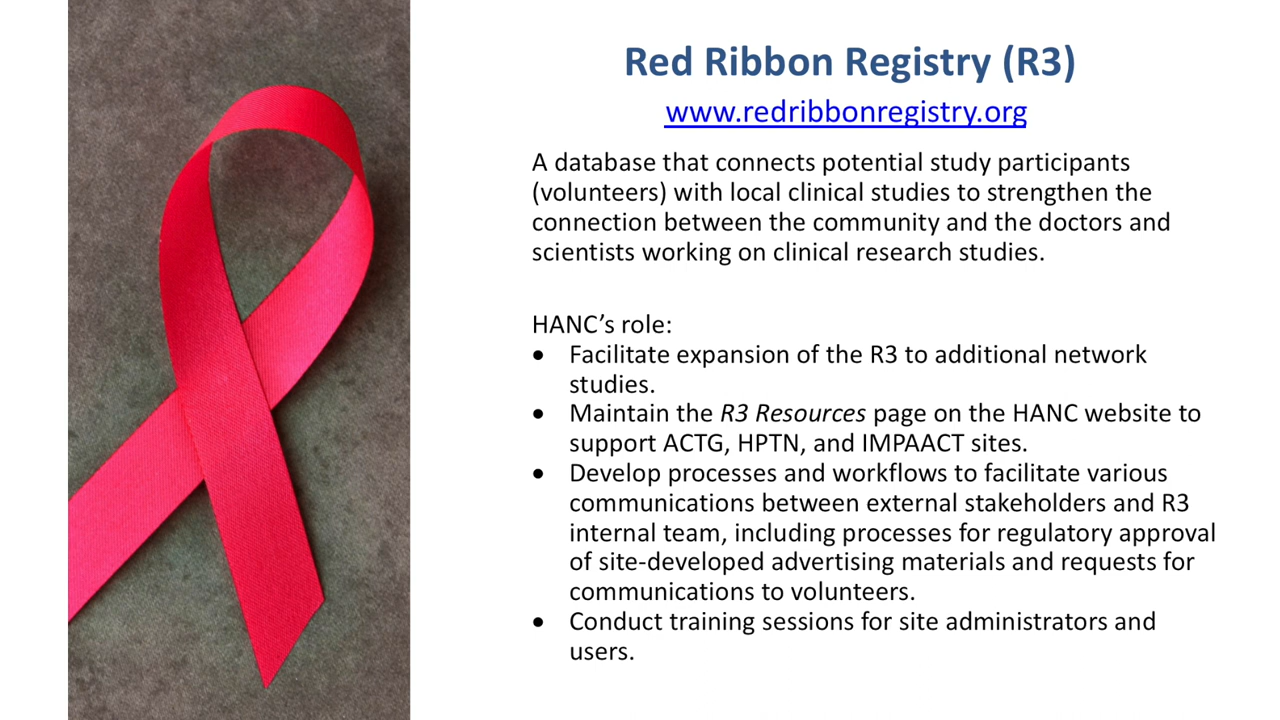 Red Ribbon Registry (R3)
www.redribbonregistry.org
A database that connects potential study participants
(volunteers) with local clinical studies to strengthen the
connection between the community and the doctors and
scientists working on clinical research studies.
HANC’s role:
• Facilitate expansion of the R3 to additional network
studies.
• Maintain the R3 Resources page on the HANC website to
support ACTG, HPTN, and IMPAACT sites.
• Develop processes and workflows to facilitate various
communications between external stakeholders and R3
internal team, including processes for regulatory approval
of site-developed advertising materials and requests for
communications to volunteers.
• Conduct training sessions for site administrators and
users.